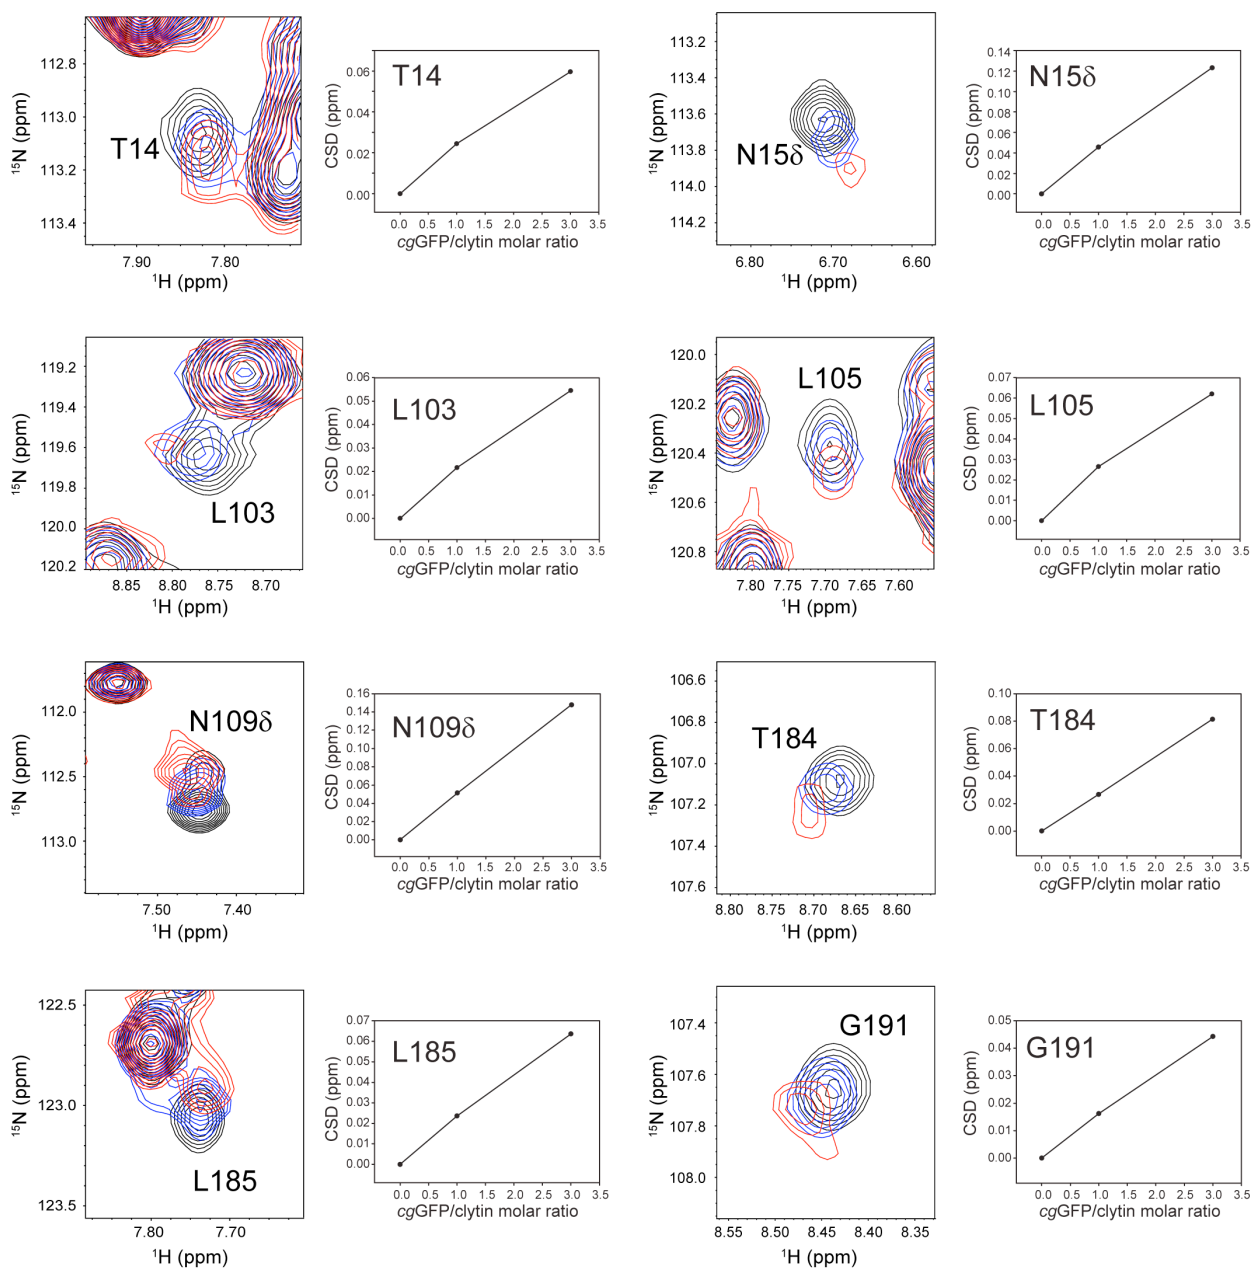 112.8
113.0
113.2
113.4
¹⁵N (ppm)
T14
7.90 7.80
¹H (ppm)
T14
0.06
0.04
0.02
0.00
CSD (ppm)
0.0 0.5 1.0 1.5 2.0 2.5 3.0 3.5
cgGFP/clytin molar ratio
113.2
113.4
113.6
113.8
114.0
114.2
¹⁵N (ppm)
N15δ
6.80 6.70 6.60
¹H (ppm)
N15δ
0.14
0.12
0.10
0.08
0.06
0.04
0.02
0.00
CSD (ppm)
0.0 0.5 1.0 1.5 2.0 2.5 3.0 3.5
cgGFP/clytin molar ratio
119.2
119.4
119.6
119.8
120.0
120.2
¹⁵N (ppm)
L103
8.85 8.80 8.75 8.70
¹H (ppm)
L103
0.06
0.05
0.04
0.03
0.02
0.01
0.00
CSD (ppm)
0.0 0.5 1.0 1.5 2.0 2.5 3.0 3.5
cgGFP/clytin molar ratio
120.0
120.2
120.4
120.6
120.8
¹⁵N (ppm)
L105
7.80 7.75 7.70 7.65 7.60
¹H (ppm)
L105
0.07
0.06
0.05
0.04
0.03
0.02
0.01
0.00
CSD (ppm)
0.0 0.5 1.0 1.5 2.0 2.5 3.0 3.5
cgGFP/clytin molar ratio
112.0
112.5
113.0
¹⁵N (ppm)
N109δ
7.50 7.40
¹H (ppm)
N109δ
0.16
0.14
0.12
0.10
0.08
0.06
0.04
0.02
0.00
CSD (ppm)
0.0 0.5 1.0 1.5 2.0 2.5 3.0 3.5
cgGFP/clytin molar ratio
106.6
106.8
107.0
107.2
107.4
107.6
¹⁵N (ppm)
T184
8.80 8.75 8.70 8.65 8.60
¹H (ppm)
T184
0.10
0.08
0.06
0.04
0.02
0.00
CSD (ppm)
0.0 0.5 1.0 1.5 2.0 2.5 3.0 3.5
cgGFP/clytin molar ratio
122.5
123.0
123.5
¹⁵N (ppm)
L185
7.80 7.70
¹H (ppm)
L185
0.07
0.06
0.05
0.04
0.03
0.02
0.01
0.00
CSD (ppm)
0.0 0.5 1.0 1.5 2.0 2.5 3.0 3.5
cgGFP/clytin molar ratio
107.4
107.6
107.8
108.0
¹⁵N (ppm)
G191
8.55 8.50 8.45 8.40 8.35
¹H (ppm)
G191
0.05
0.04
0.03
0.02
0.01
0.00
CSD (ppm)
0.0 0.5 1.0 1.5 2.0 2.5 3.0 3.5
cgGFP/clytin molar ratio